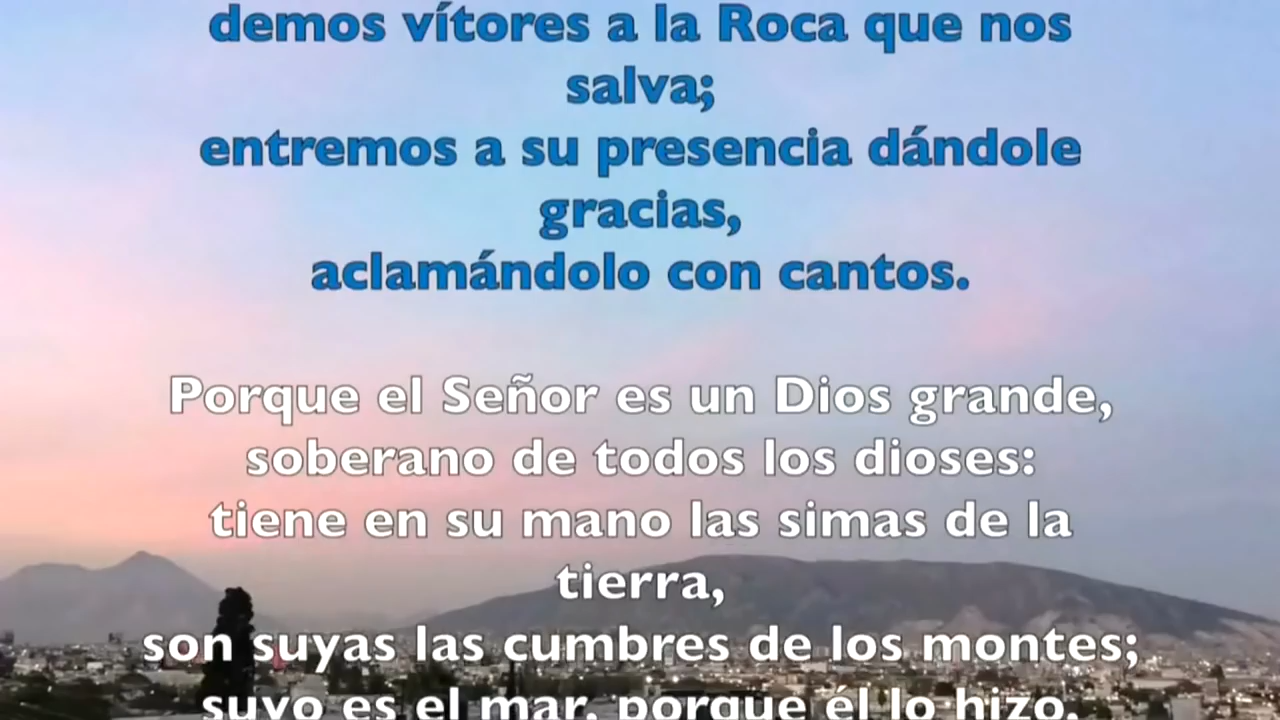 demos vítores a la Roca que nos
salva;
entremos a su presencia dándole
gracias,
aclamándolo con cantos.
Porque el Señor es un Dios grande,
soberano de todos los dioses:
tiene en su mano las simas de la
tierra,
son suyas las cumbres de los montes;
suyo es el mar, porque él lo hizo,